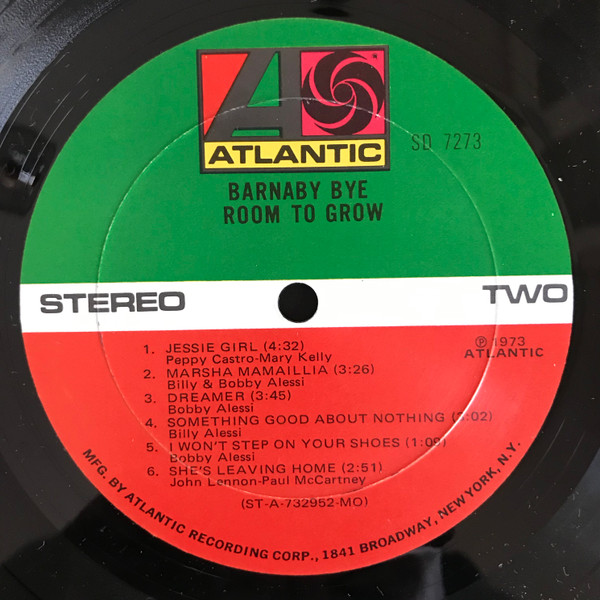 ATLANTIC
SD 7273
BARNABY BYE
ROOM TO GROW
STEREO
TWO
℗ 1973
ATLANTIC
1. JESSIE GIRL (4:32)
Peppy Castro-Mary Kelly
2. MARSHA MAMAILLIA (3:26)
Billy & Bobby Alessi
3. DREAMER (3:45)
Bobby Alessi
4. SOMETHING GOOD ABOUT NOTHING
Billy Alessi
5. I WON'T STEP ON YOUR SHOES (1:09)
Bobby Alessi
6. SHE'S LEAVING HOME (2:51)
John Lennon-Paul McCartney
(ST-A-732952-MO)
MFG. BY ATLANTIC RECORDING CORP., 1841 BROADWAY, NEW YORK, N.Y.